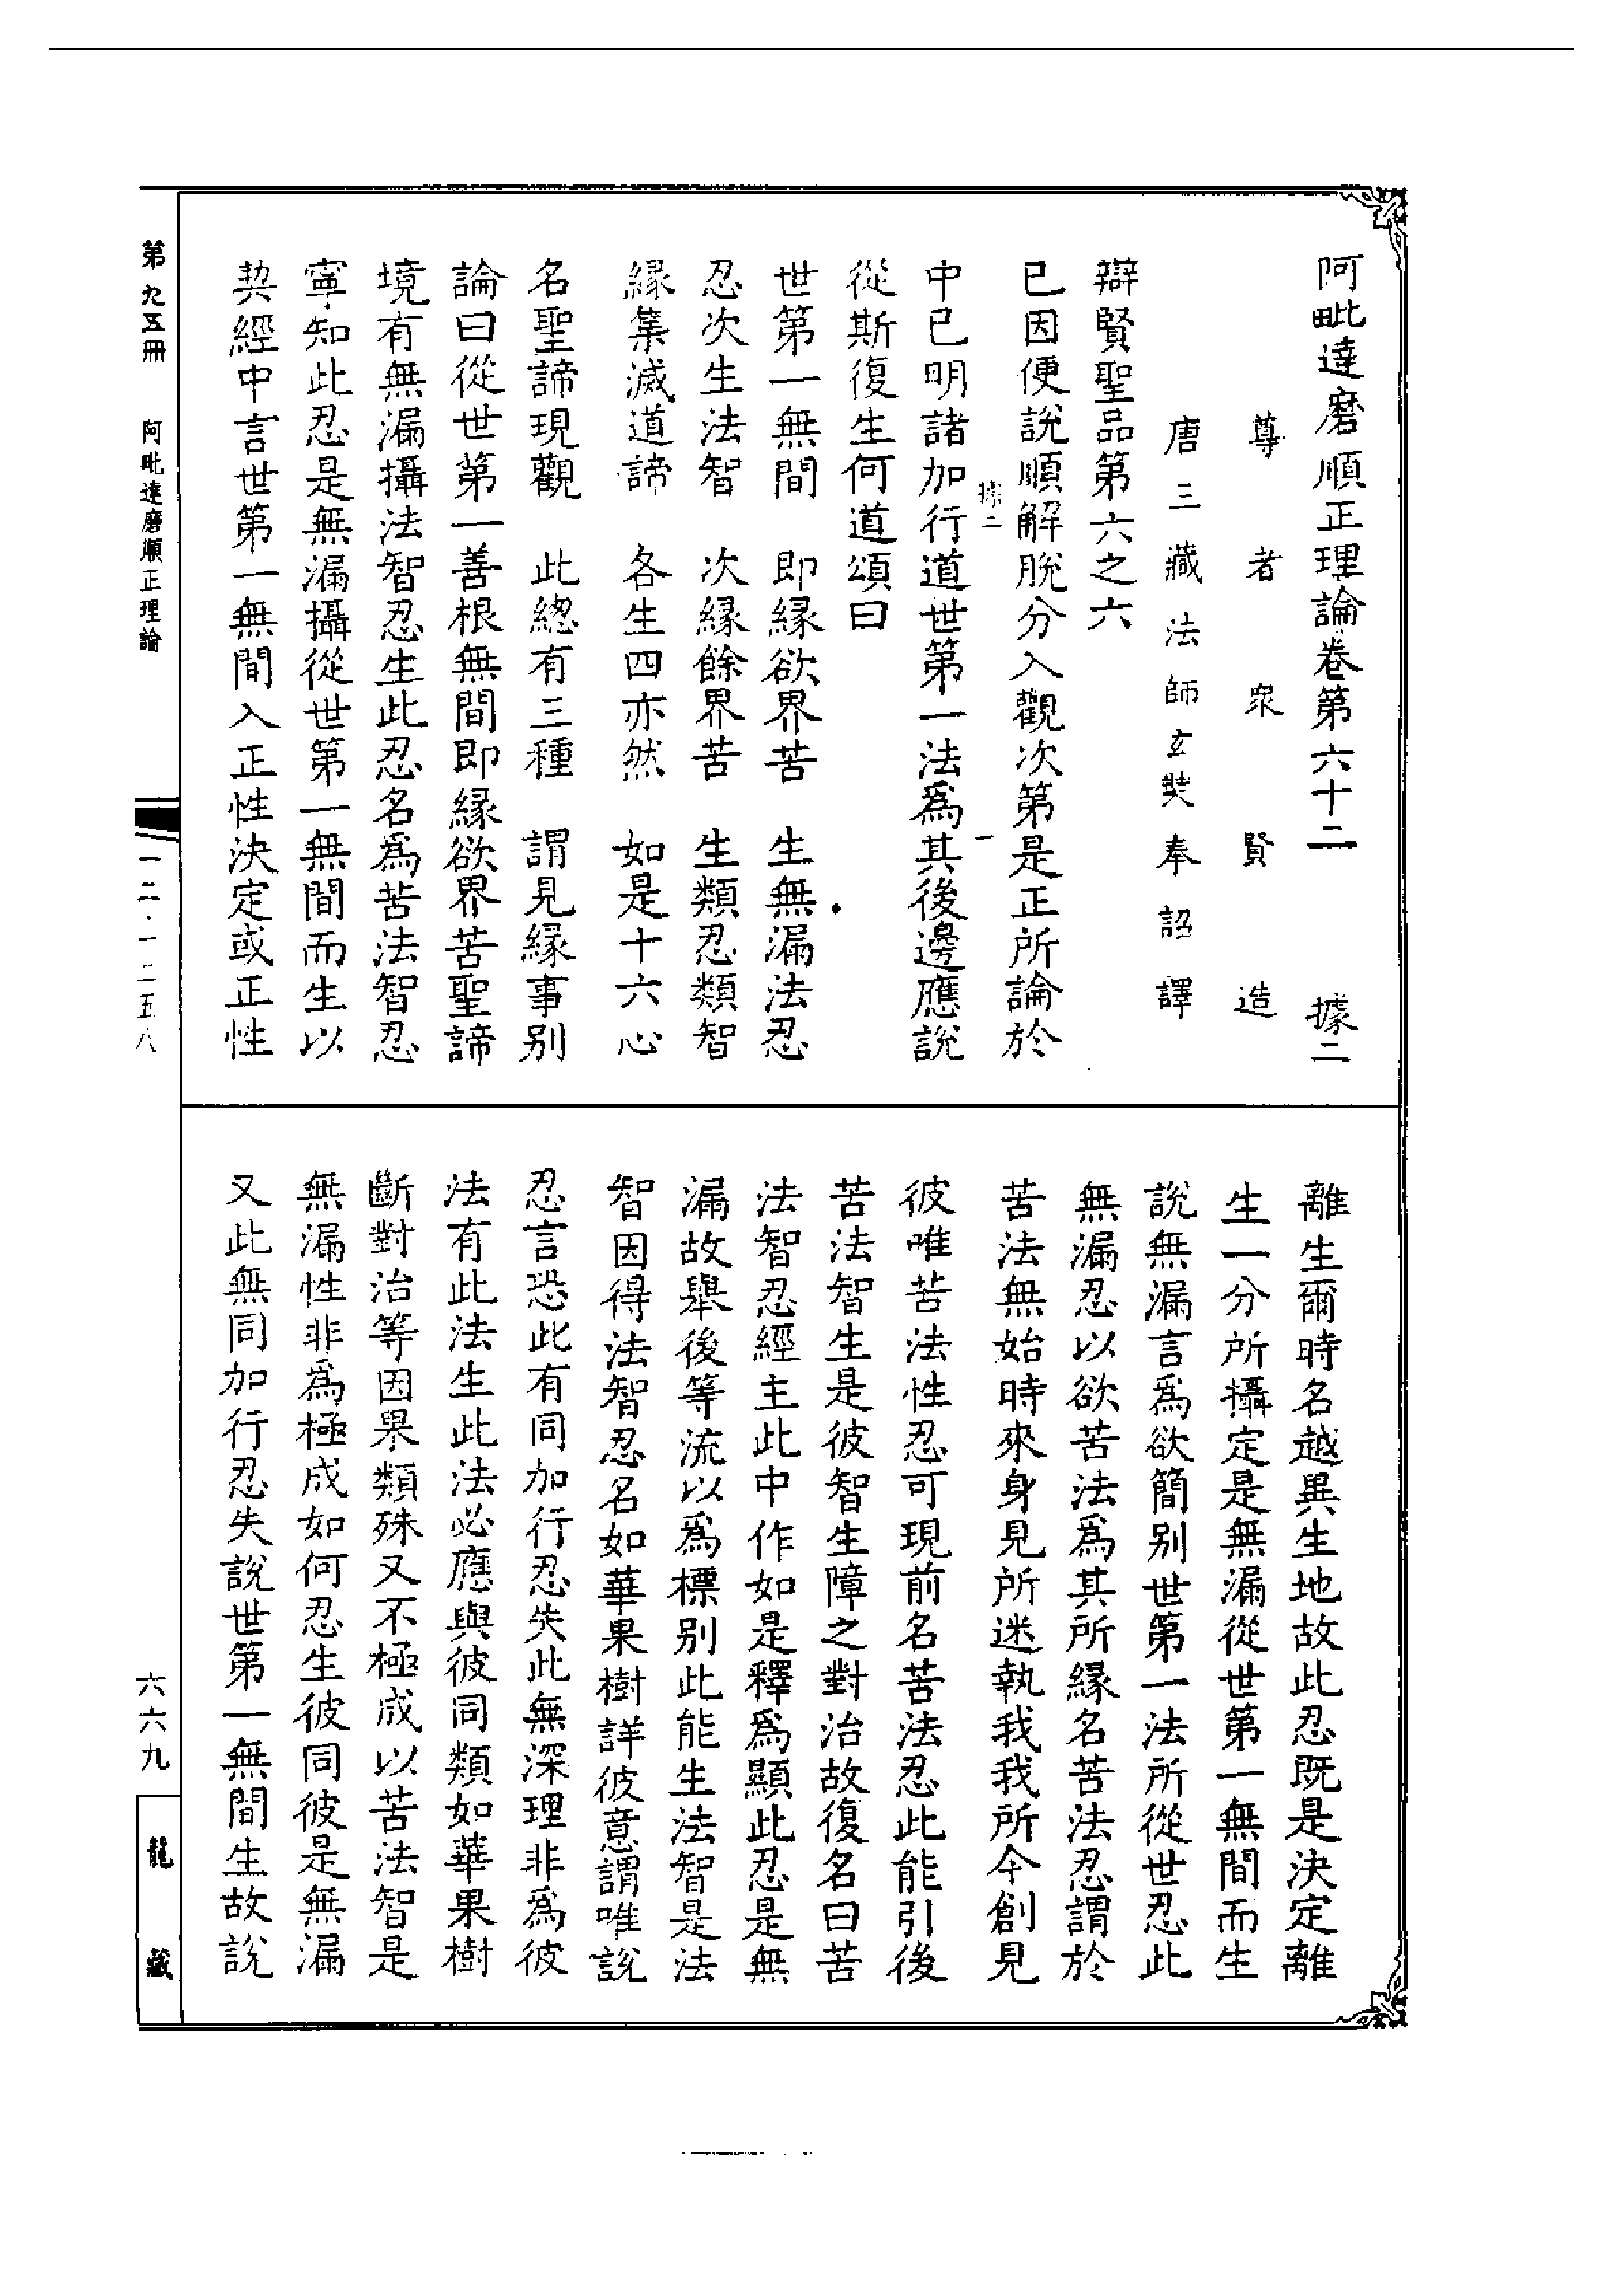 阿毗達磨順正理論卷第六十二　據二
尊者衆賢造
唐三藏法師玄奘奉詔譯
辯賢聖品第六之六
已因便說順解脫分入觀次第是正所論於
據二　一
中已明諸加行道世第一法爲其後邊應說
從斯復生何道頌曰
世第一無間　即緣欲界苦　生無漏法忍
忍次生法智　次緣餘界苦　生類忍類智
緣集滅道諦　各生四亦然　如是十六心
名聖諦現觀　此總有三種　謂見緣事別
論曰從世第一善根無間即緣欲界苦聖諦
境有無漏攝法智忍生此忍名爲苦法智忍
寧知此忍是無漏攝從世第一無間而生以
契經中言世第一無間入正性決定或正性
離生爾時名越異生地故此忍既是決定離
生一分所攝定是無漏從世第一無間而生
說無漏言爲欲簡別世第一法所從世忍此
無漏忍以欲苦法爲其所緣名苦法忍謂於
苦法無始時來身見所迷執我我所今創見
彼唯苦法性忍可現前名苦法忍此能引後
苦法智生是彼智生障之對治故復名曰苦
法智忍經主此中作如是釋爲顯此忍是無
漏故舉後等流以爲標別此能生法智是法
智因得法智忍名如華果樹詳彼意謂唯說
忍言恐此有同加行忍失此無深理非爲彼
法有此法生此法必應與彼同類如華果樹
斷對治等因果類殊又不極成以苦法智是
無漏性非爲極成如何忍生彼同彼是無漏
又此無同加行忍失說世第一無間生故說
第九五冊　阿毗達磨順正理論
一二·一二五八
六六九
龍藏